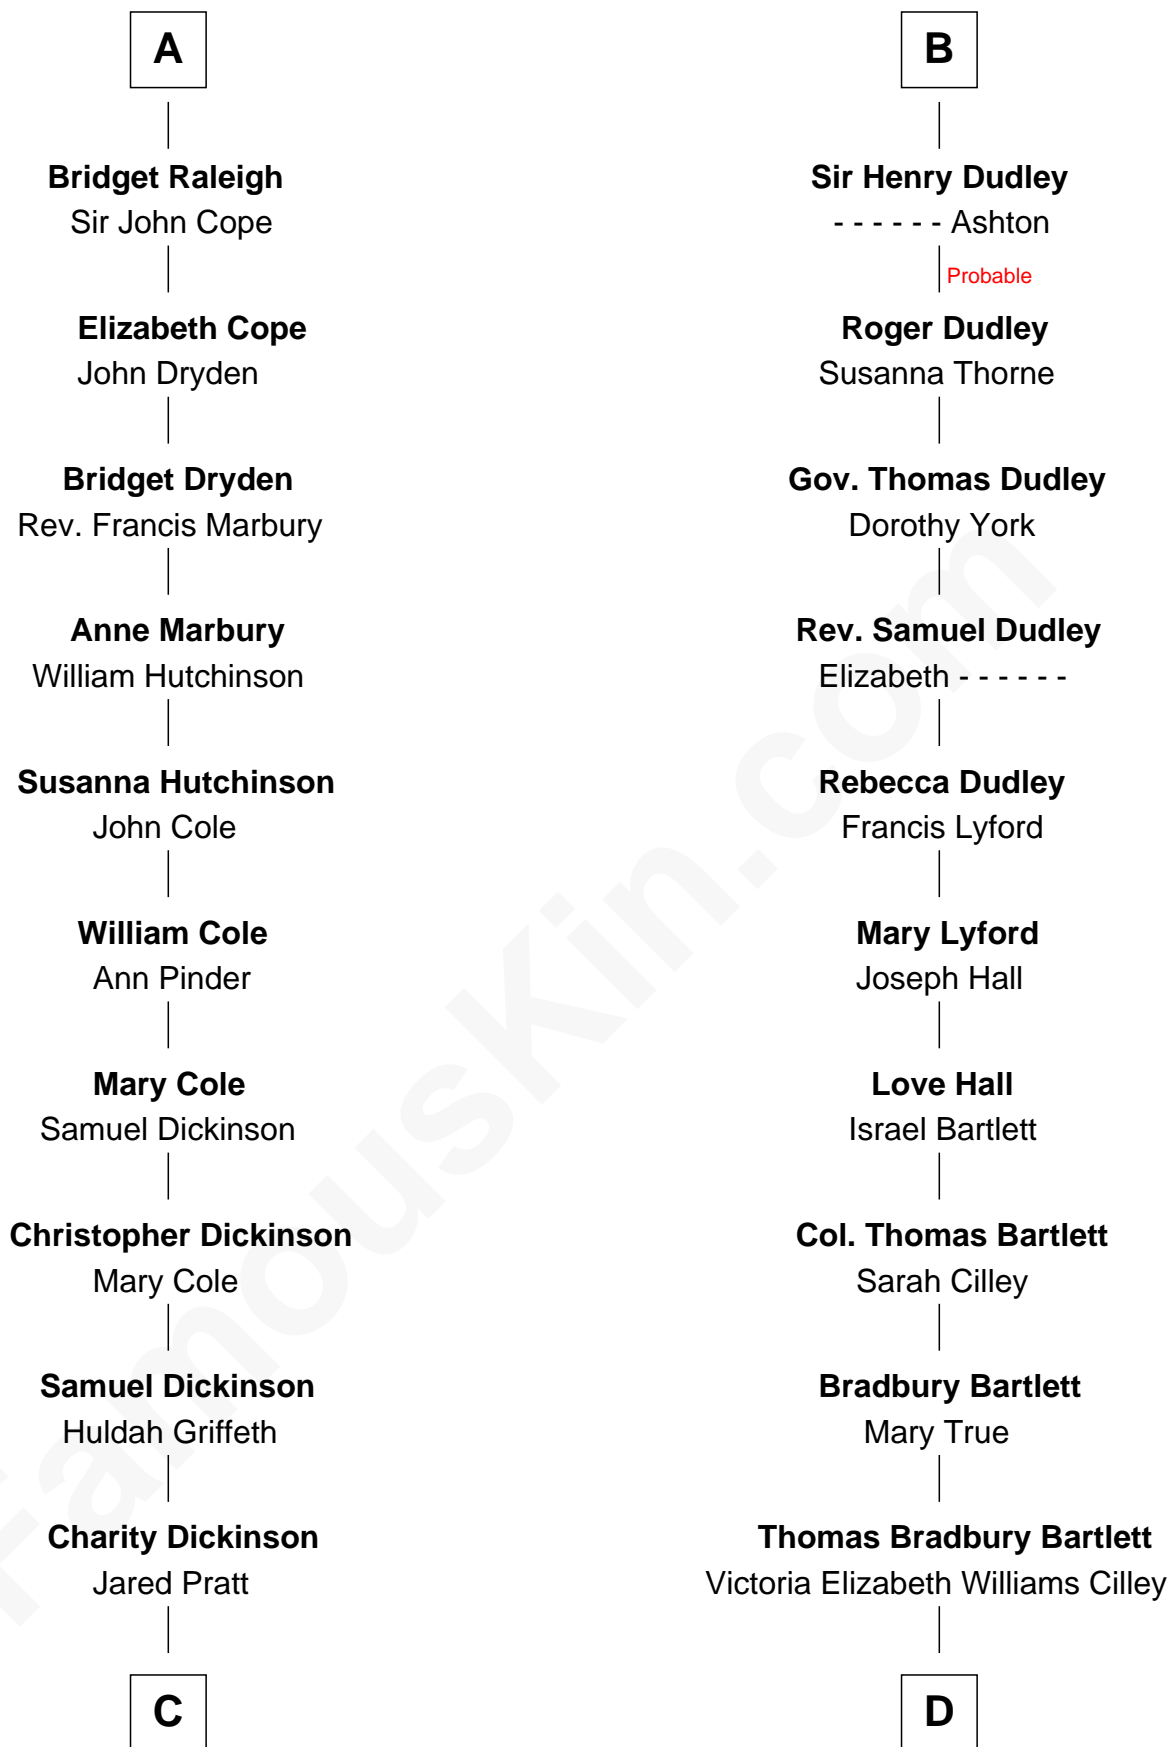 A
Bridget Raleigh
Sir John Cope
Elizabeth Cope
John Dryden
Bridget Dryden
Rev. Francis Marbury
Anne Marbury
William Hutchinson
Susanna Hutchinson
John Cole
William Cole
Ann Pinder
Mary Cole
Samuel Dickinson
Christopher Dickinson
Mary Cole
Samuel Dickinson
Huldah Griffeth
Charity Dickinson
Jared Pratt
C
B
Sir Henry Dudley
- - - - - - Ashton
Probable
Roger Dudley
Susanna Thorne
Gov. Thomas Dudley
Dorothy York
Rev. Samuel Dudley
Elizabeth - - - - - -
Rebecca Dudley
Francis Lyford
Mary Lyford
Joseph Hall
Love Hall
Israel Bartlett
Col. Thomas Bartlett
Sarah Cilley
Bradbury Bartlett
Mary True
Thomas Bradbury Bartlett
Victoria Elizabeth Williams Cilley
D
FamousKin.com